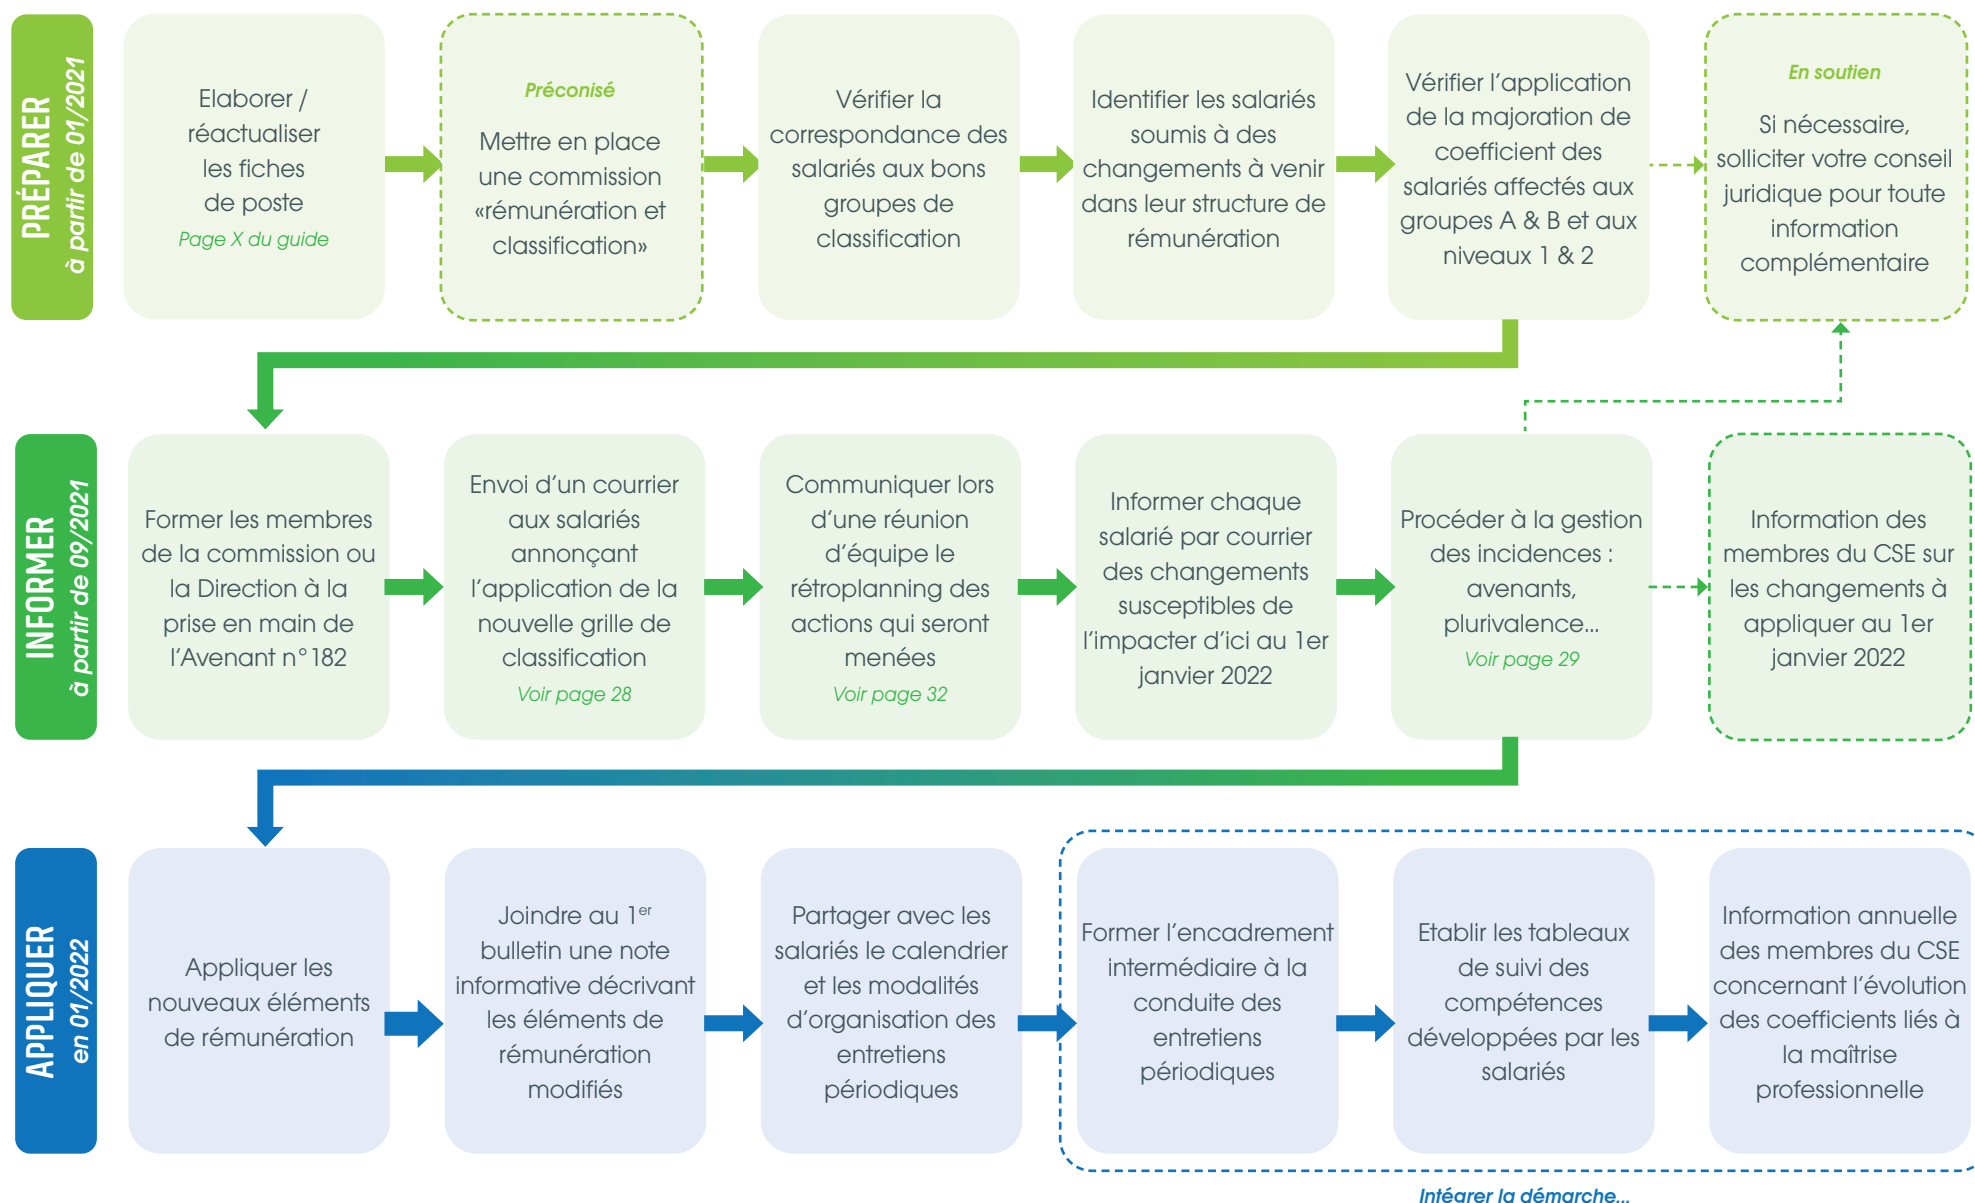 PRÉPARER
à partir de 01/2021
Elaborer /
réactualiser
les fiches
de poste
Page X du guide
Préconisé
Mettre en place
une commission
«rémunération et
classification»
Vérifier la
correspondance des
salariés aux bons
groupes de
classification
Identifier les salariés
soumis à des
changements à venir
dans leur structure de
rémunération
Vérifier l'application
de la majoration de
coefficient des
salariés affectés aux
groupes A & B et aux
niveaux 1 & 2
En soutien
Si nécessaire,
solliciter votre conseil
juridique pour toute
information
complémentaire
INFORMER
à partir de 09/2021
Former les membres
de la commission ou
la Direction à la
prise en main de
l'Avenant n°182
Envoi d'un courrier
aux salariés
annonçant
l'application de la
nouvelle grille de
classification
Voir page 28
Communiquer lors
d'une réunion
d'équipe le
rétroplanning des
actions qui seront
menées
Voir page 32
Informer chaque
salarié par courrier
des changements
susceptibles de
l'impacter d'ici au 1er
janvier 2022
Procéder à la gestion
des incidences :
avenants,
plurivalence...
Voir page 29
Information des
membres du CSE sur
les changements à
appliquer au 1er
janvier 2022
APPLIQUER
en 01/2022
Appliquer les
nouveaux éléments
de rémunération
Joindre au 1er
bulletin une note
informative décrivant
les éléments de
rémunération
modifiés
Partager avec les
salariés le calendrier
et les modalités
d'organisation des
entretiens
périodiques
Former l'encadrement
intermédiaire à la
conduite des
entretiens
périodiques
Etablir les tableaux
de suivi des
compétences
développées par les
salariés
Information annuelle
des membres du CSE
concernant l'évolution
des coefficients liés à
la maîtrise
professionnelle
Intégrer la démarche...